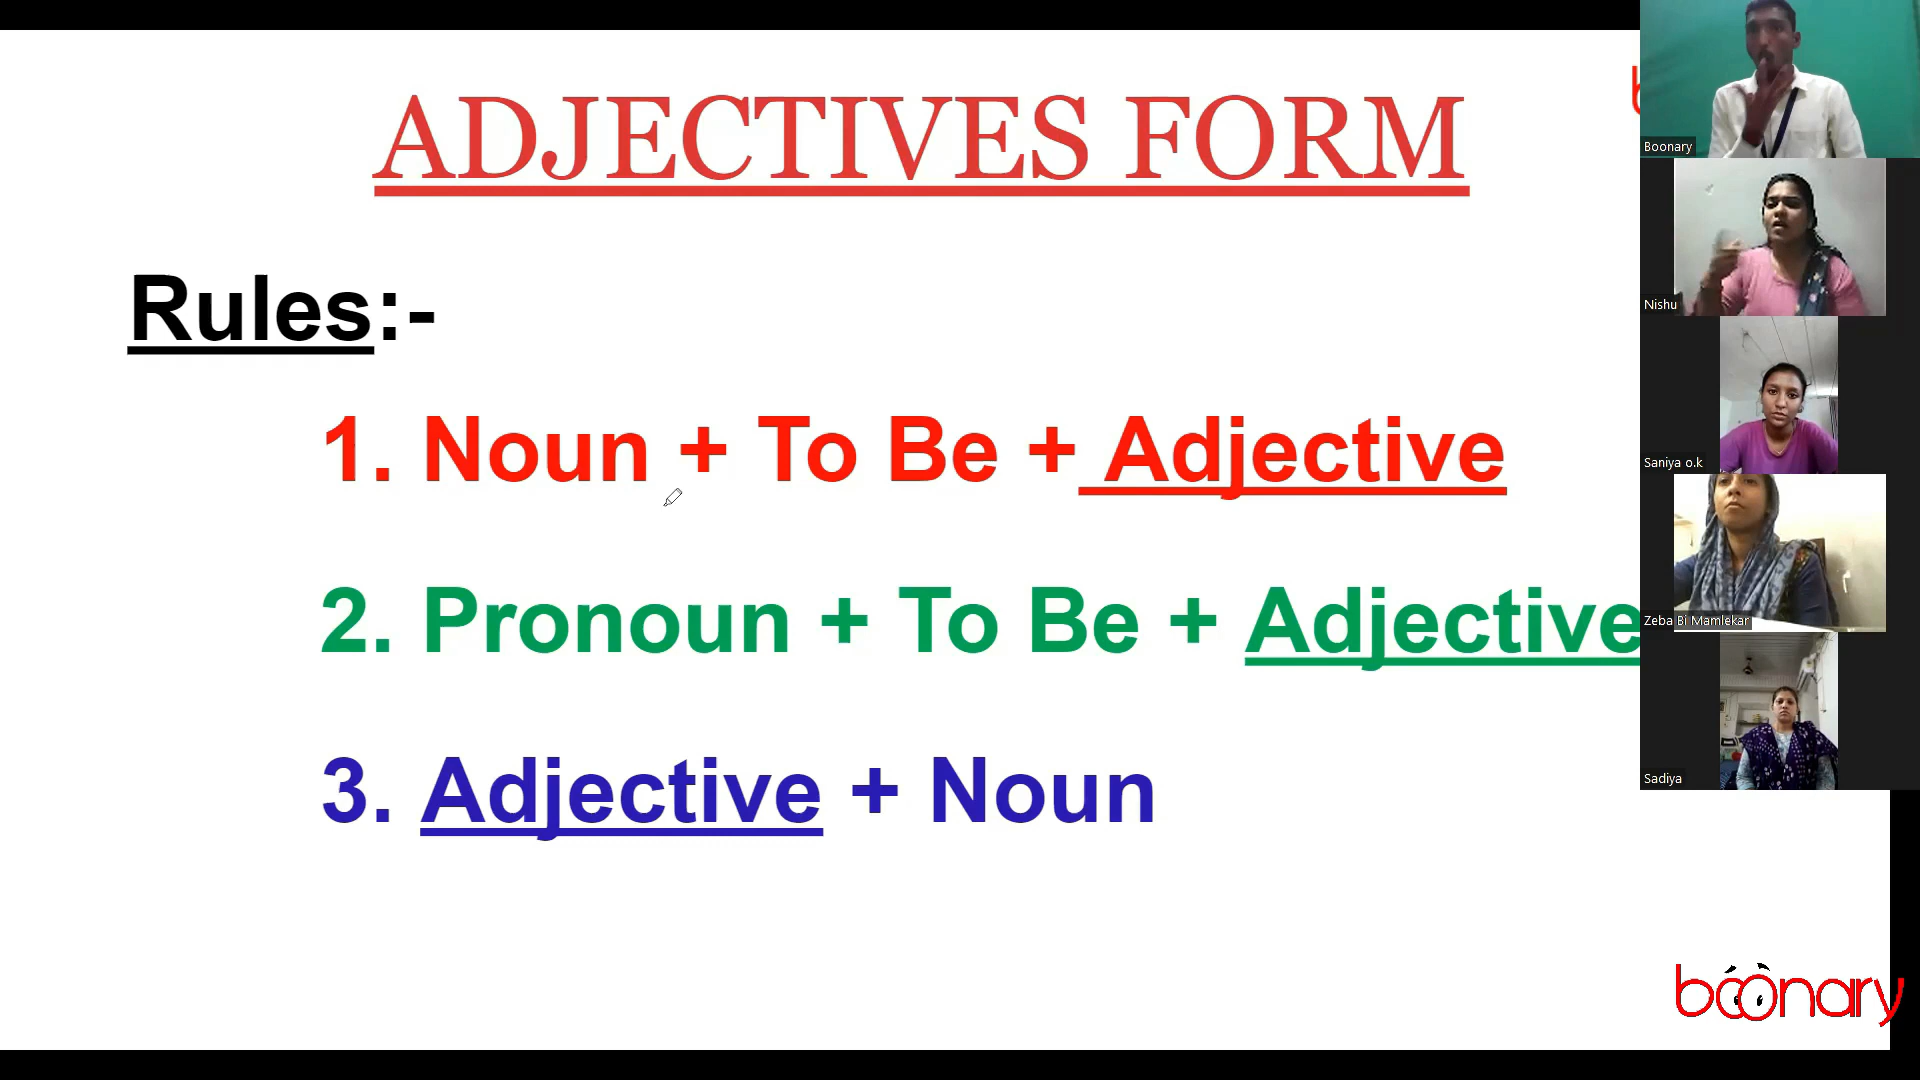 ADJECTIVES FORM
Rules:-
1. Noun + To Be + Adjective
2. Pronoun + To Be + Adjective
3. Adjective + Noun
Boonary
Nishu
Saniya o.k
Zeba Bi Mamlekar
Sadiya
boonary